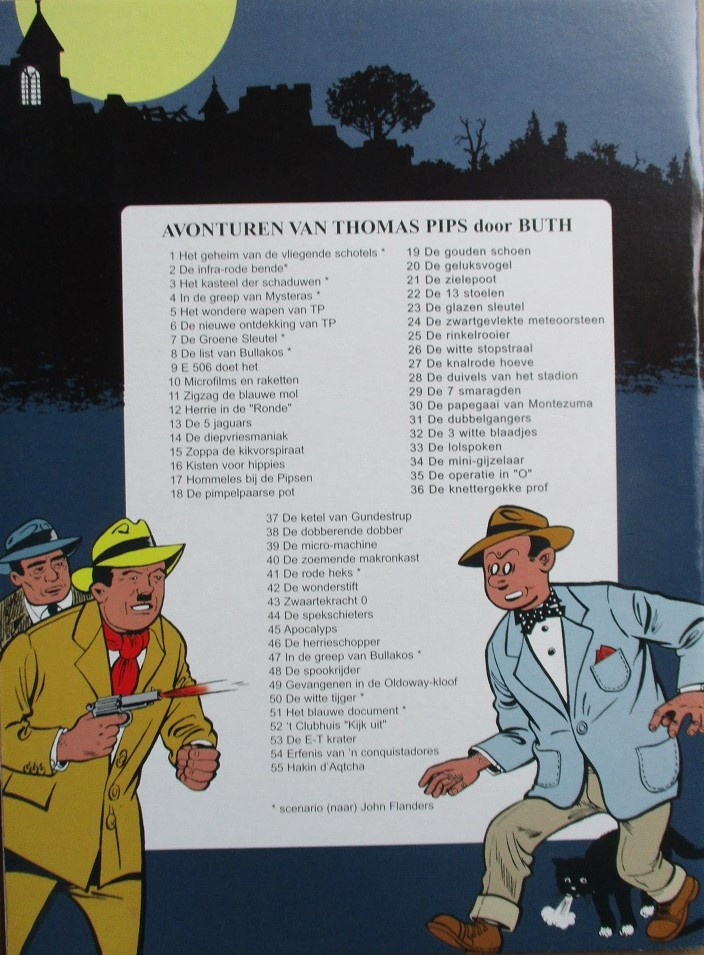 AVONTUREN VAN THOMAS PIPS door BUTH
1 Het geheim van de vliegende schotels *
2 De infra-rode bende*
3 Het kasteel der schaduwen *
4 In de greep van Mysteras *
5 Het wondere wapen van TP
6 De nieuwe ontdekking van TP
7 De Groene Sleutel *
8 De list van Bullakos *
9 E 506 doet het
10 Microfilms en raketten
11 Zigzag de blauwe mol
12 Herrie in de "Ronde"
13 De 5 jaguars
14 De diepvriesmaniak
15 Zoppa de kikvorspiraat
16 Kisten voor hippies
17 Hommeles bij de Pipsen
18 De pimpelpaarse pot
19 De gouden schoen
20 De geluksvogel
21 De zielepoot
22 De 13 stoelen
23 De glazen sleutel
24 De zwartgevlekte meteoorsteen
25 De rinkelrooier
26 De witte stopstraal
27 De knalrode hoeve
28 De duivels van het stadion
29 De 7 smaragden
30 De papegaai van Montezuma
31 De dubbelgangers
32 De 3 witte blaadjes
33 De lolspoken
34 De mini-gijzelaar
35 De operatie in "O"
36 De knettergekke prof
37 De ketel van Gundestrup
38 De dobberende dobber
39 De micro-machine
40 De zoemende makronkast
41 De rode heks *
42 De wonderstift
43 Zwaartekracht 0
44 De spekschieters
45 Apocalyps
46 De herrieschopper
47 In de greep van Bullakos *
48 De spookrijder
49 Gevangenen in de Oldoway-kloof
50 De witte tijger *
51 Het blauwe document *
52 't Clubhuis "Kijk uit"
53 De E-T krater
54 Erfenis van 'n conquistadores
55 Hakin d'Aqtcha
* scenario (naar) John Flanders